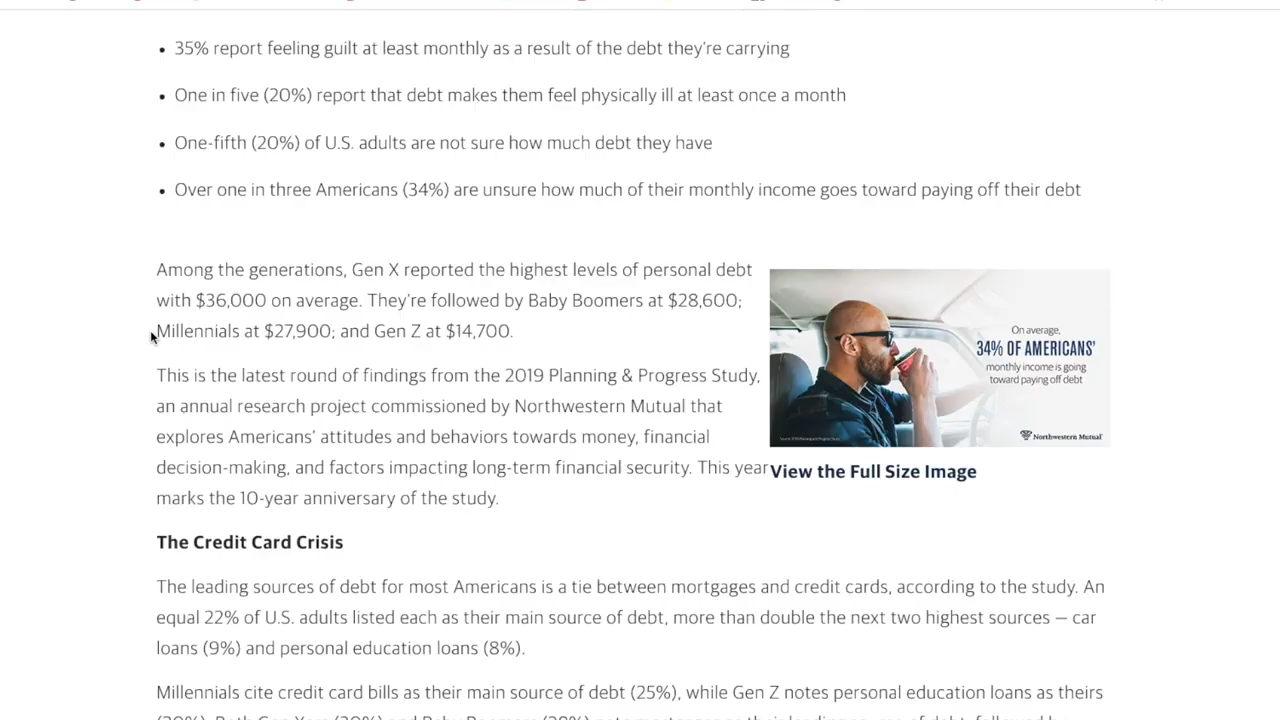 • 35% report feeling guilt at least monthly as a result of the debt they're carrying
• One in five (20%) report that debt makes them feel physically ill at least once a month
• One-fifth (20%) of U.S. adults are not sure how much debt they have
• Over one in three Americans (34%) are unsure how much of their monthly income goes toward paying off their debt
Among the generations, Gen X reported the highest levels of personal debt
with $36,000 on average. They're followed by Baby Boomers at $28,600;
Millennials at $27,900; and Gen Z at $14,700.
This is the latest round of findings from the 2019 Planning & Progress Study,
an annual research project commissioned by Northwestern Mutual that
explores Americans' attitudes and behaviors towards money, financial
decision-making, and factors impacting long-term financial security. This year
marks the 10-year anniversary of the study.
On average,
34% OF AMERICANS'
monthly income is going
toward paying off debt
Northwestern Mutual
View the Full Size Image
The Credit Card Crisis
The leading sources of debt for most Americans is a tie between mortgages and credit cards, according to the study. An
equal 22% of U.S. adults listed each as their main source of debt, more than double the next two highest sources — car
loans (9%) and personal education loans (8%).
Millennials cite credit card bills as their main source of debt (25%), while Gen Z notes personal education loans as theirs